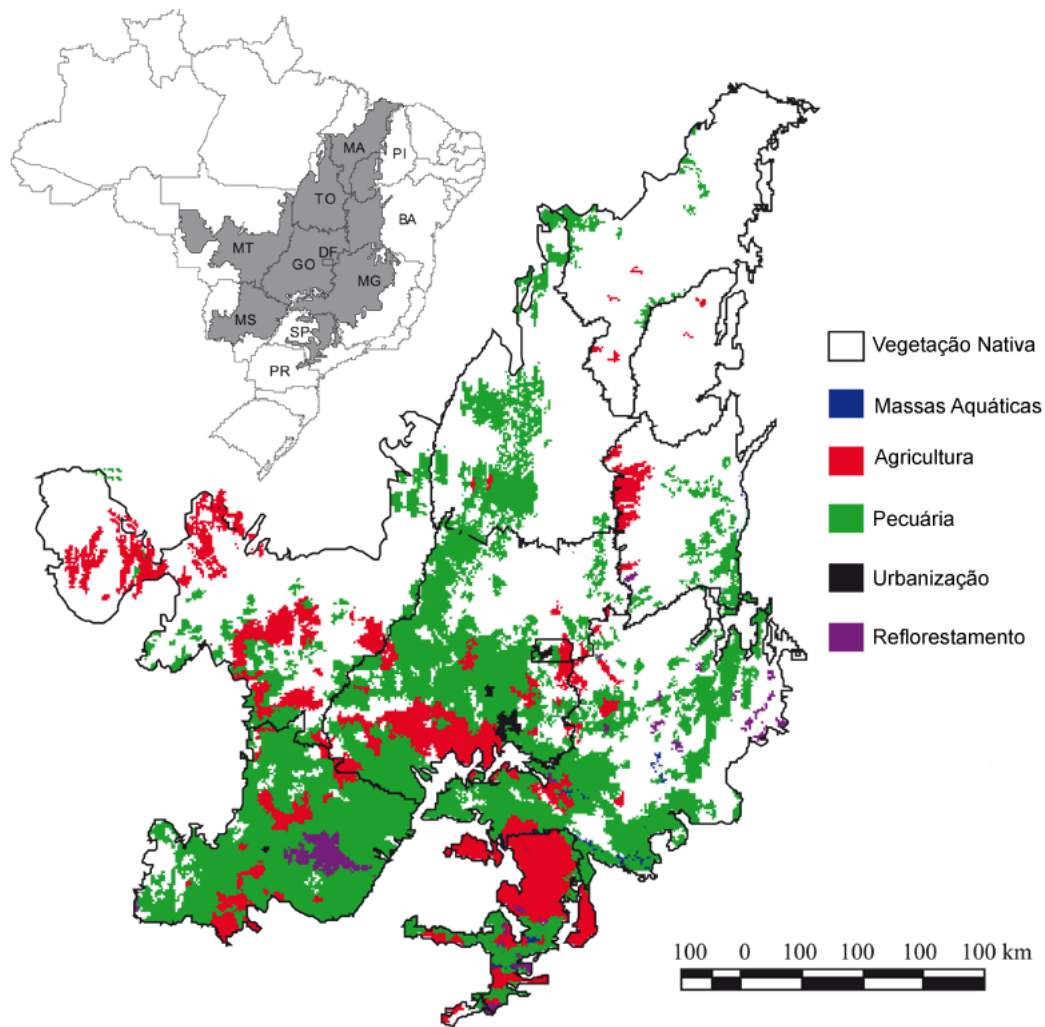 MA
PI
TO
BA
MT
DF
GO
MG
MS
SP
PR
Vegetação Nativa
Massas Aquáticas
Agricultura
Pecuária
Urbanização
Reflorestamento
100 0 100 100 100 100 km